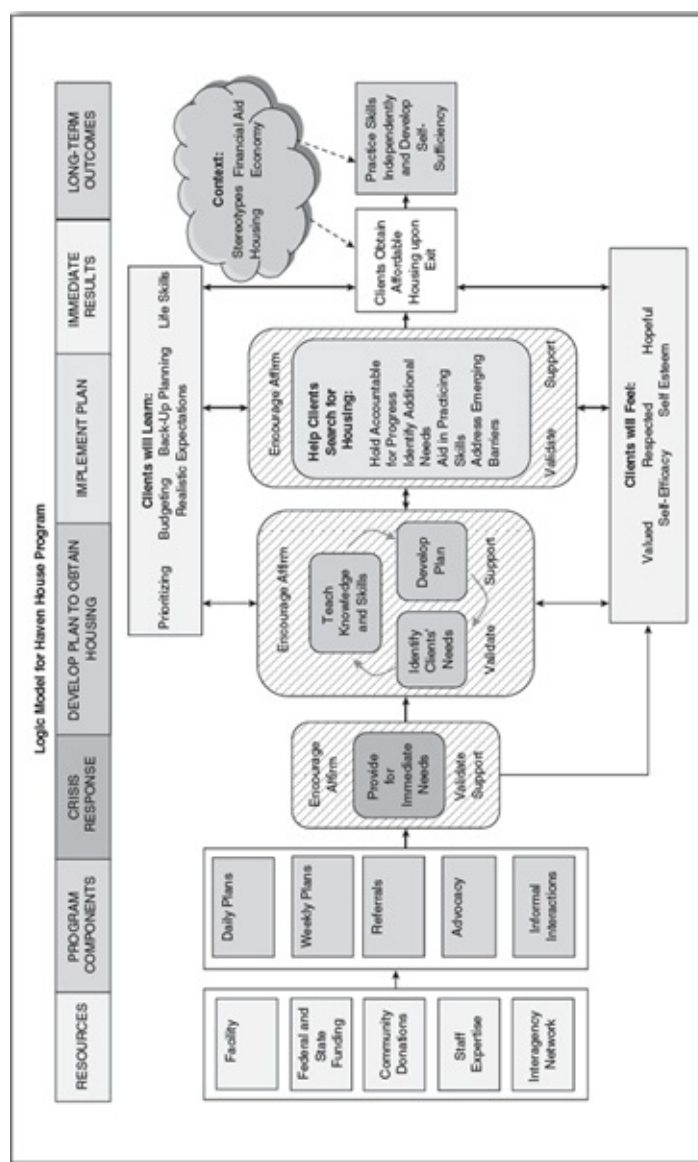 Logic Model for Haven House Program
RESOURCES
PROGRAM
COMPONENTS
CRISIS
RESPONSE
DEVELOP PLAN TO OBTAIN
HOUSING
IMPLEMENT PLAN
IMMEDIATE
RESULTS
LONG-TERM
OUTCOMES
Facility
Federal and
State
Funding
Community
Donations
Staff
Expertise
Interagency
Network
Daily Plans
Weekly Plans
Referrals
Advocacy
Informal
Interactions
Encourage
Affirm
Provide
for
Immediate
Needs
Validate
Support
Encourage Affirm
Teach
Knowledge
and Skills
Identify
Clients'
Needs
Develop
Plan
Validate Support
Clients will Learn:
Prioritizing Budgeting Back-Up Planning Life Skills
Realistic Expectations
Encourage Affirm
Help Clients
Search for
Housing:
Hold Accountable
for Progress
Identify Additional
Needs
Aid in Practicing
Skills
Address Emerging
Barriers
Validate Support
Clients will Feel:
Valued Respected Hopeful
Self-Efficacy Self Esteem
Context:
Stereotypes Financial Aid
Housing Economy
Clients Obtain
Affordable
Housing upon
Exit
Practice Skills
Independently
and Develop
Self-
Sufficiency